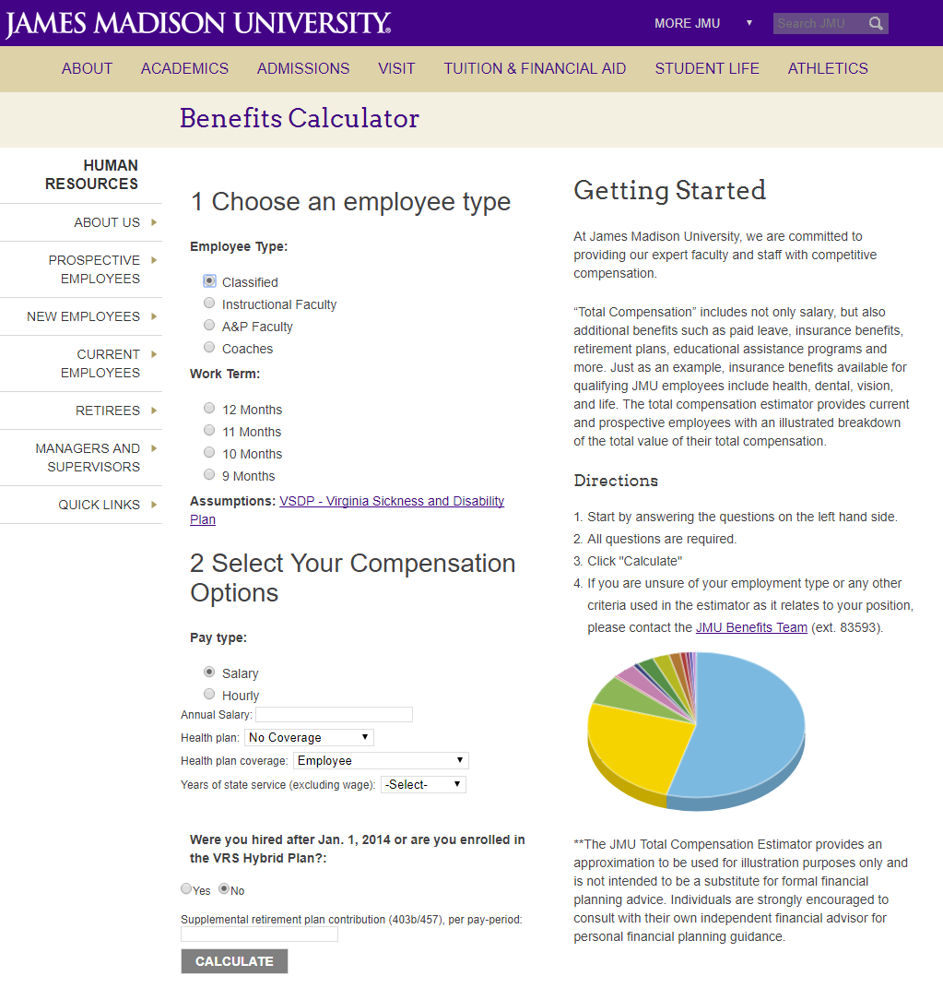 JAMES MADISON UNIVERSITY®
MORE JMU ▼
Search JMU
ABOUT ACADEMICS ADMISSIONS VISIT TUITION & FINANCIAL AID STUDENT LIFE ATHLETICS
Benefits Calculator
HUMAN
RESOURCES
ABOUT US
PROSPECTIVE
EMPLOYEES
NEW EMPLOYEES
CURRENT
EMPLOYEES
RETIREES
MANAGERS AND
SUPERVISORS
QUICK LINKS
1 Choose an employee type
Employee Type:
Classified
Instructional Faculty
A&P Faculty
Coaches
Work Term:
12 Months
11 Months
10 Months
9 Months
Assumptions: VSDP - Virginia Sickness and Disability
Plan
2 Select Your Compensation
Options
Pay type:
Salary
Hourly
Annual Salary:
Health plan: No Coverage
Health plan coverage: Employee
Years of state service (excluding wage): -Select-
Were you hired after Jan. 1, 2014 or are you enrolled in
the VRS Hybrid Plan?:
Yes No
Supplemental retirement plan contribution (403b/457), per pay-period:
CALCULATE
Getting Started
At James Madison University, we are committed to
providing our expert faculty and staff with competitive
compensation.
“Total Compensation” includes not only salary, but also
additional benefits such as paid leave, insurance benefits,
retirement plans, educational assistance programs and
more. Just as an example, insurance benefits available for
qualifying JMU employees include health, dental, vision,
and life. The total compensation estimator provides current
and prospective employees with an illustrated breakdown
of the total value of their total compensation.
Directions
1. Start by answering the questions on the left hand side.
2. All questions are required.
3. Click "Calculate"
4. If you are unsure of your employment type or any other
criteria used in the estimator as it relates to your position,
please contact the JMU Benefits Team (ext. 83593).
**The JMU Total Compensation Estimator provides an
approximation to be used for illustration purposes only and
is not intended to be a substitute for formal financial
planning advice. Individuals are strongly encouraged to
consult with their own independent financial advisor for
personal financial planning guidance.